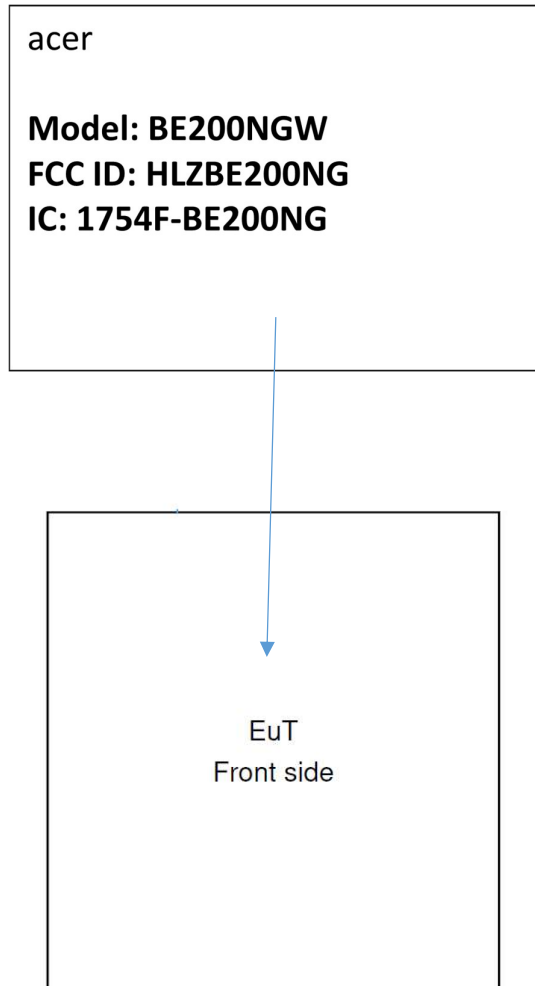 acer
Model: BE200NGW
FCC ID: HLZBE200NG
IC: 1754F-BE200NG
EuT
Front side